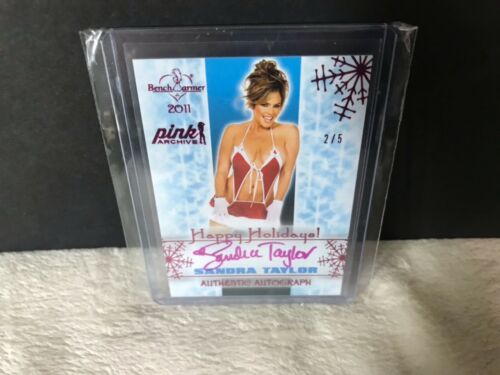 BenchWarmer
2011
pink
ARCHIVE
2/5
Happy Holidays!
Sandra Taylor
SANDRA TAYLOR
AUTHENTIC AUTOGRAPH